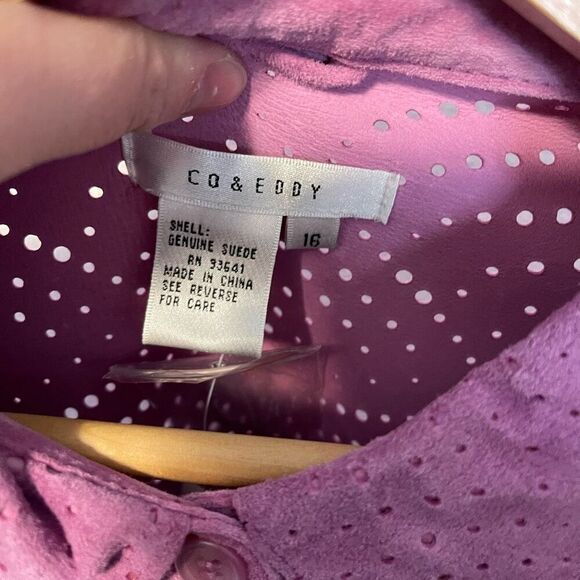 CO & EDDY
16
SHELL:
GENUINE SUEDE
RN 93641
MADE IN CHINA
SEE REVERSE
FOR CARE